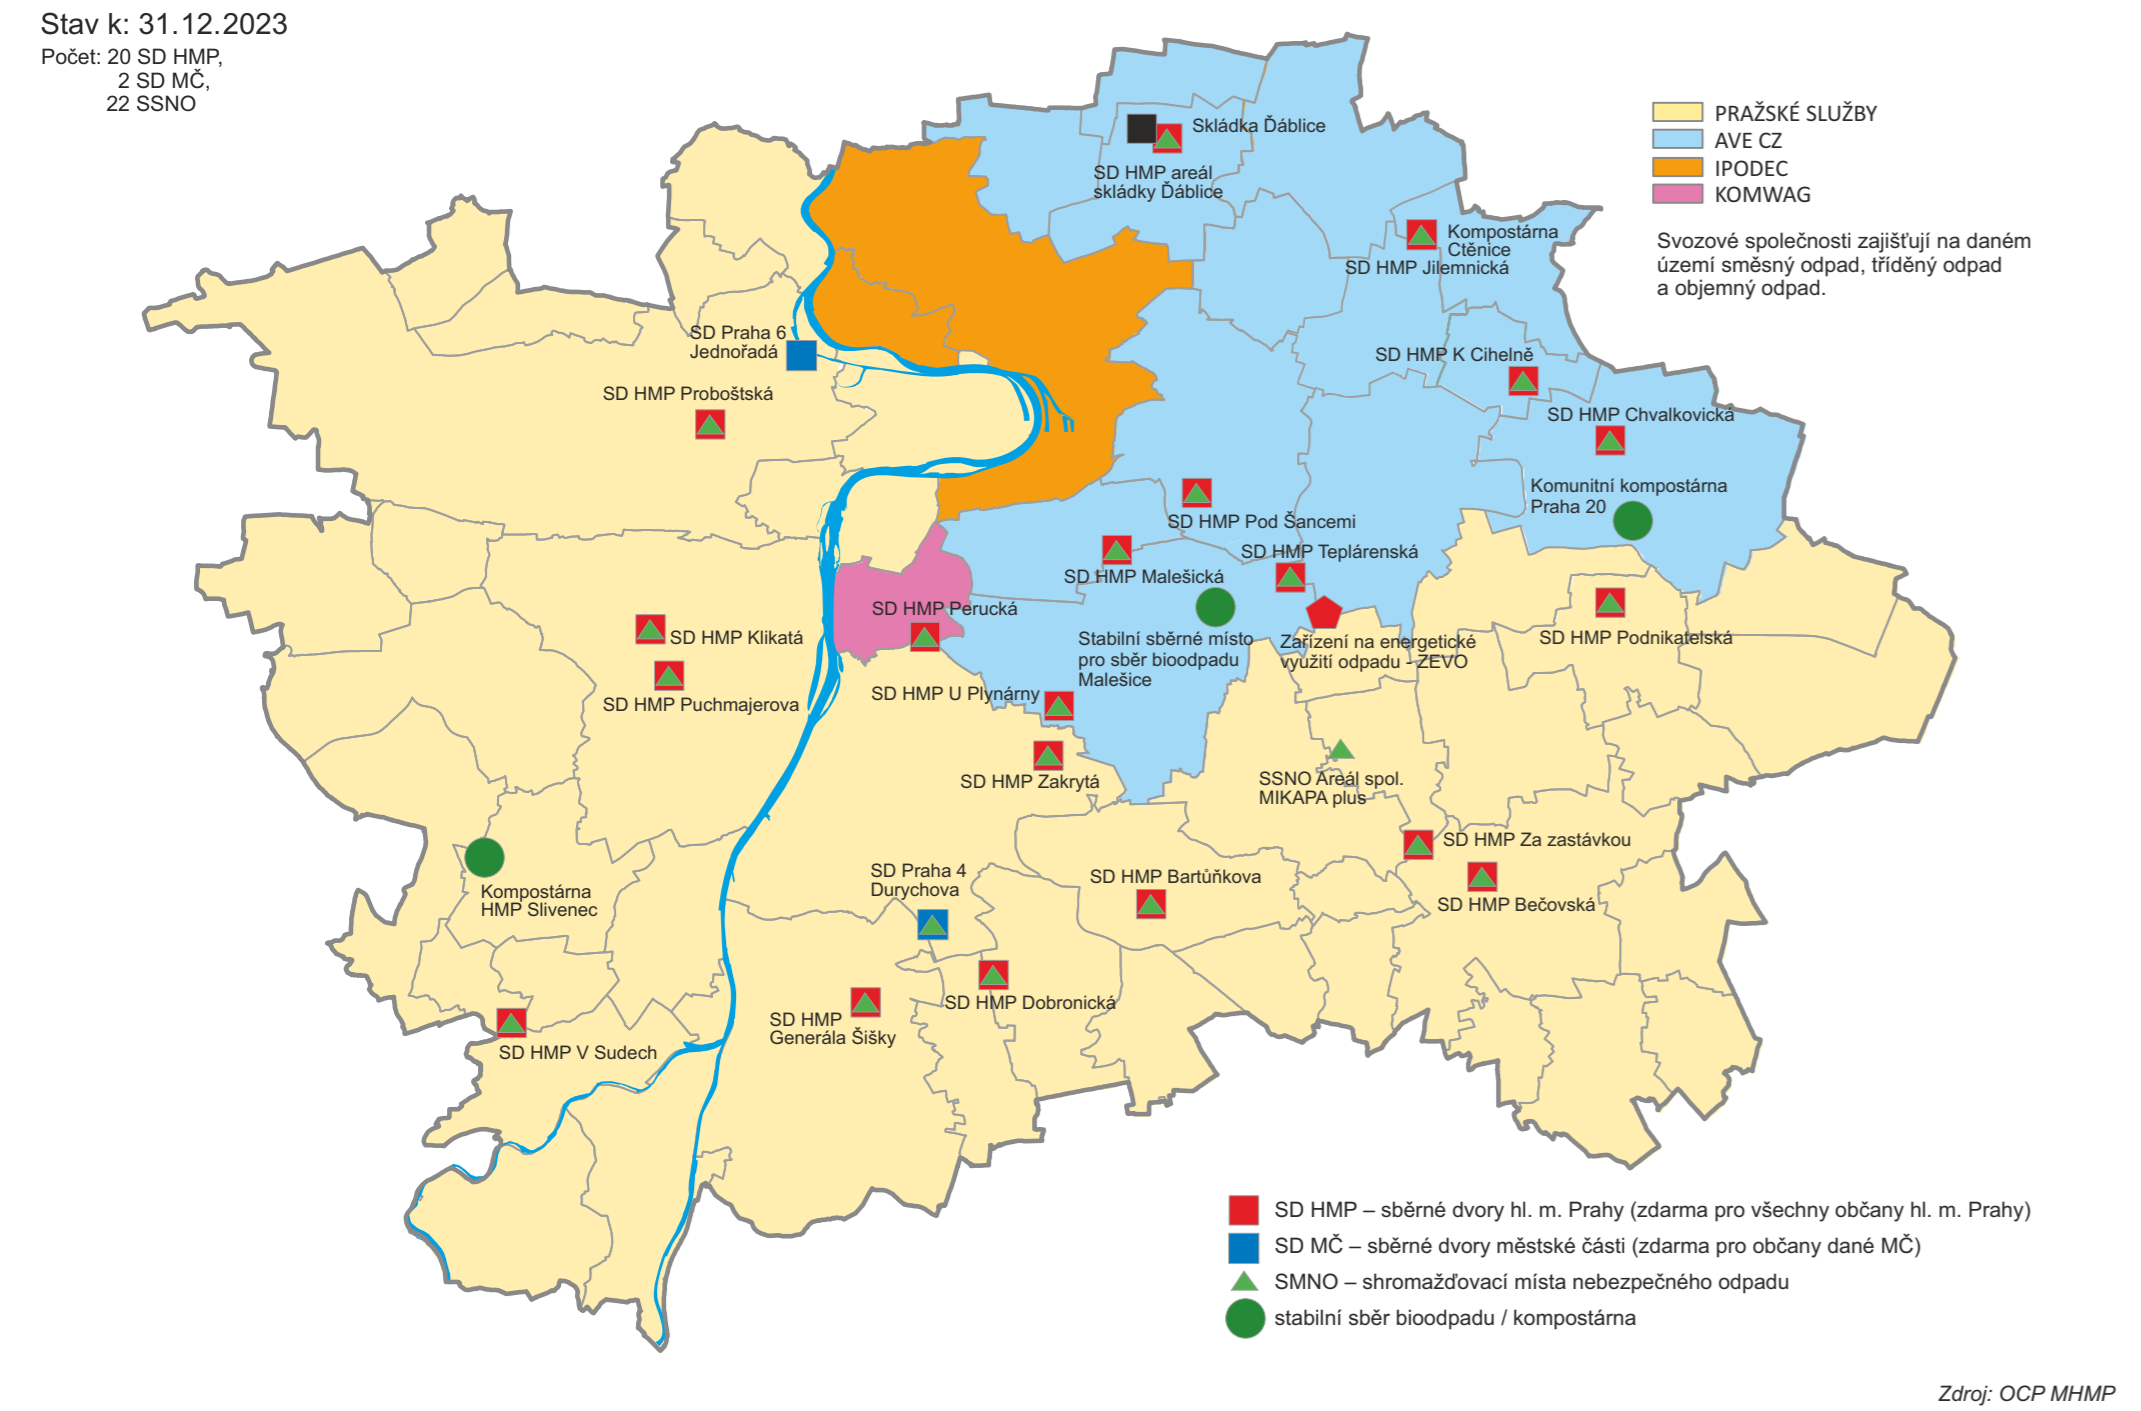 Stav k: 31.12.2023
Počet: 20 SD HMP,
2 SD MČ,
22 SSNO
PRAŽSKÉ SLUŽBY
AVE CZ
IPODEC
KOMWAG
Svozové společnosti zajišťují na daném
území směsný odpad, tříděný odpad
a objemný odpad.
Skládka Ďáblice
SD HMP areál
skládky Ďáblice
Kompostárna
Ctěnice
SD HMP Jilemnická
SD Praha 6
Jednořadá
SD HMP K Cihelně
SD HMP Proboštská
SD HMP Chvalkovická
Komunitní kompostárna
Praha 20
SD HMP Pod Šancemi
SD HMP Teplárenská
SD HMP Malešická
SD HMP Perucká
Stabilní sběrné místo
pro sběr bioodpadu
Malešice
Zařízení na energetické
využití odpadu - ZEVO
SD HMP Podnikatelská
SD HMP Klikatá
SD HMP Puchmajerova
SD HMP U Plynárny
SD HMP Zakrytá
SSNO Areál spol.
MIKAPA plus
SD HMP Za zastávkou
SD HMP Bečovská
SD HMP Bartůňkova
SD Praha 4
Durychova
Kompostárna
HMP Slivenec
SD HMP Dobronická
SD HMP
Generála Šišky
SD HMP V Sudech
SD HMP – sběrné dvory hl. m. Prahy (zdarma pro všechny občany hl. m. Prahy)
SD MČ – sběrné dvory městské části (zdarma pro občany dané MČ)
SMNO – shromažďovací místa nebezpečného odpadu
stabilní sběr bioodpadu / kompostárna
Zdroj: OCP MHMP